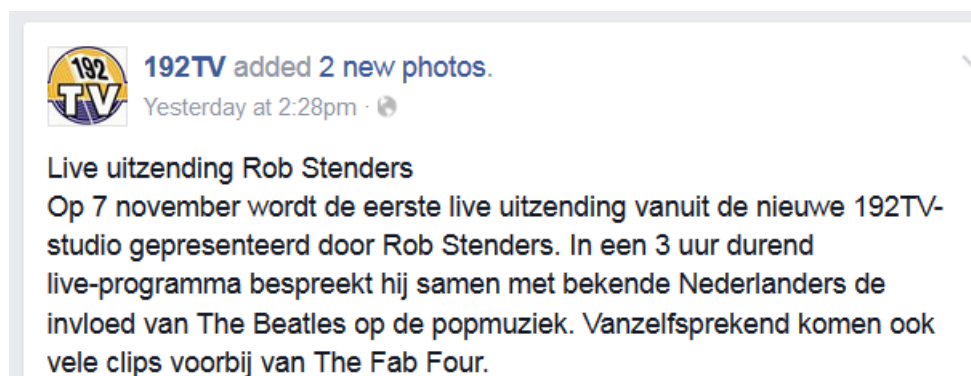 192
TV
192TV added 2 new photos.
Yesterday at 2:28pm ·
Live uitzending Rob Stenders
Op 7 november wordt de eerste live uitzending vanuit de nieuwe 192TV-
studio gepresenteerd door Rob Stenders. In een 3 uur durend
live-programma bespreekt hij samen met bekende Nederlanders de
invloed van The Beatles op de popmuziek. Vanzelfsprekend komen ook
vele clips voorbij van The Fab Four.